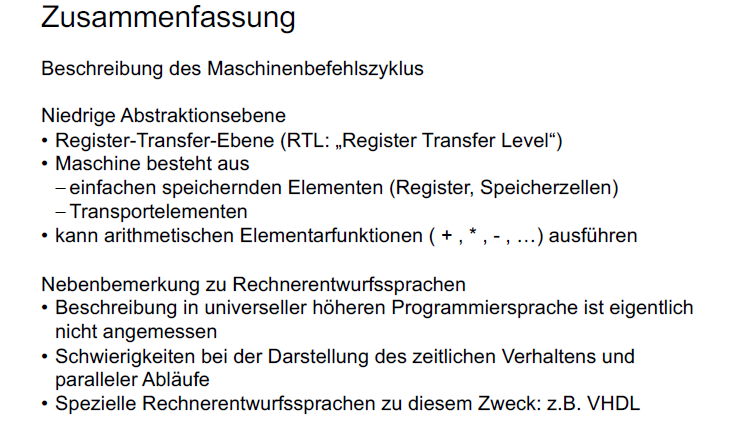 Zusammenfassung
Beschreibung des Maschinenbefehlszyklus
Niedrige Abstraktionsebene
• Register-Transfer-Ebene (RTL: „Register Transfer Level“)
• Maschine besteht aus
– einfachen speichernden Elementen (Register, Speicherzellen)
– Transportelementen
• kann arithmetischen Elementarfunktionen ( + , * , - , …) ausführen
Nebenbemerkung zu Rechnerentwurfssprachen
• Beschreibung in universeller höheren Programmiersprache ist eigentlich
nicht angemessen
• Schwierigkeiten bei der Darstellung des zeitlichen Verhaltens und
paralleler Abläufe
• Spezielle Rechnerentwurfssprachen zu diesem Zweck: z.B. VHDL